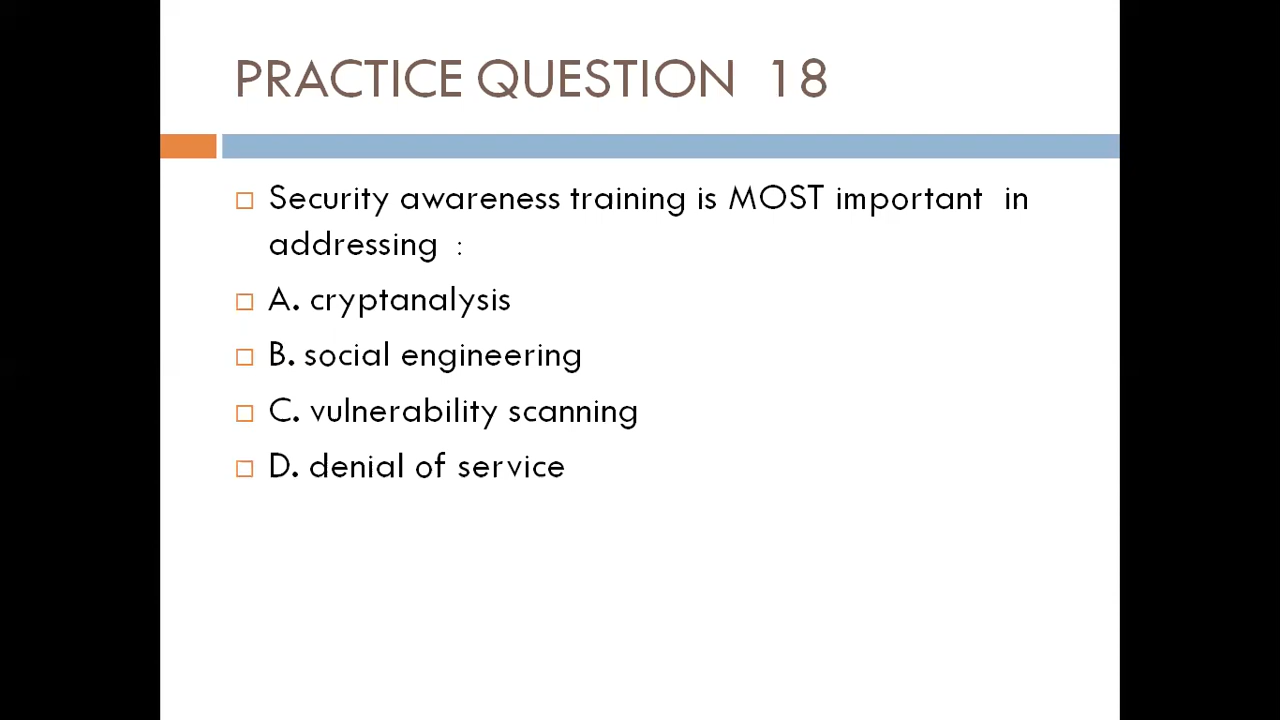 PRACTICE QUESTION 18
Security awareness training is MOST important in
addressing :
A. cryptanalysis
B. social engineering
C. vulnerability scanning
D. denial of service